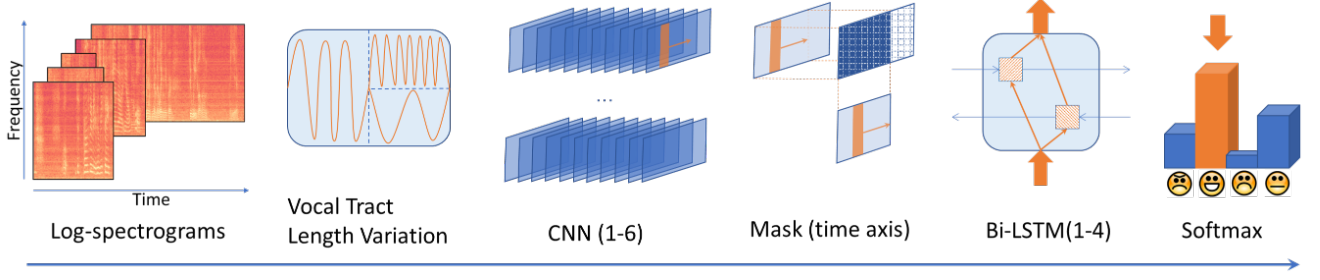 Frequency
Time
...
Log-spectrograms
Vocal Tract
Length Variation
CNN (1-6)
Mask (time axis)
Bi-LSTM(1-4)
Softmax